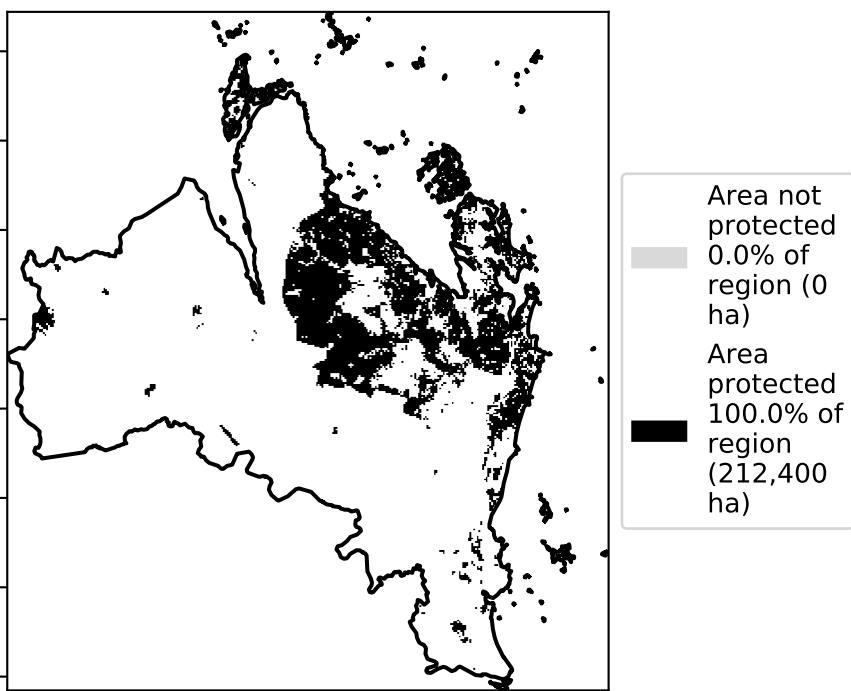 Area not
protected
0.0% of
region (0
ha)
Area
protected
100.0% of
region
(212,400
ha)